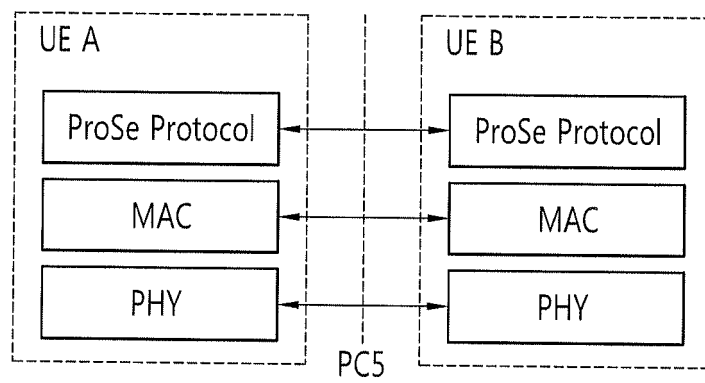 UE A
UE B
ProSe Protocol
ProSe Protocol
MAC
MAC
PHY
PHY
PC5